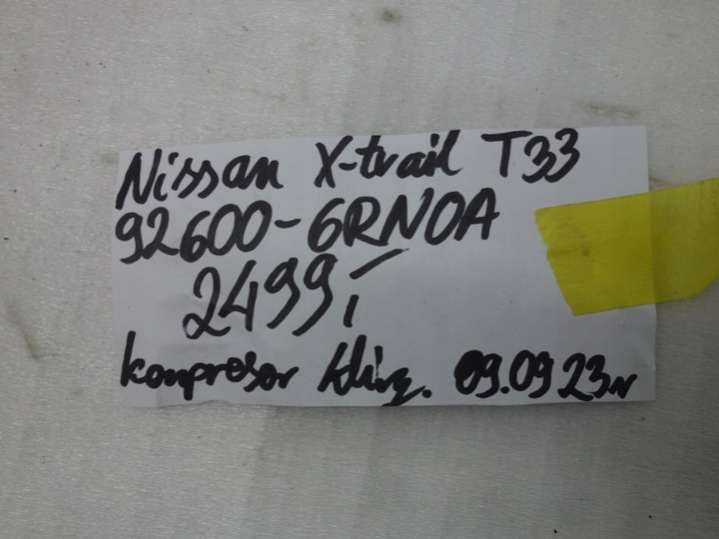 Nissan X-trail T33
92600-6RN0A
2499,-
kompresor klim. 09.09 23r